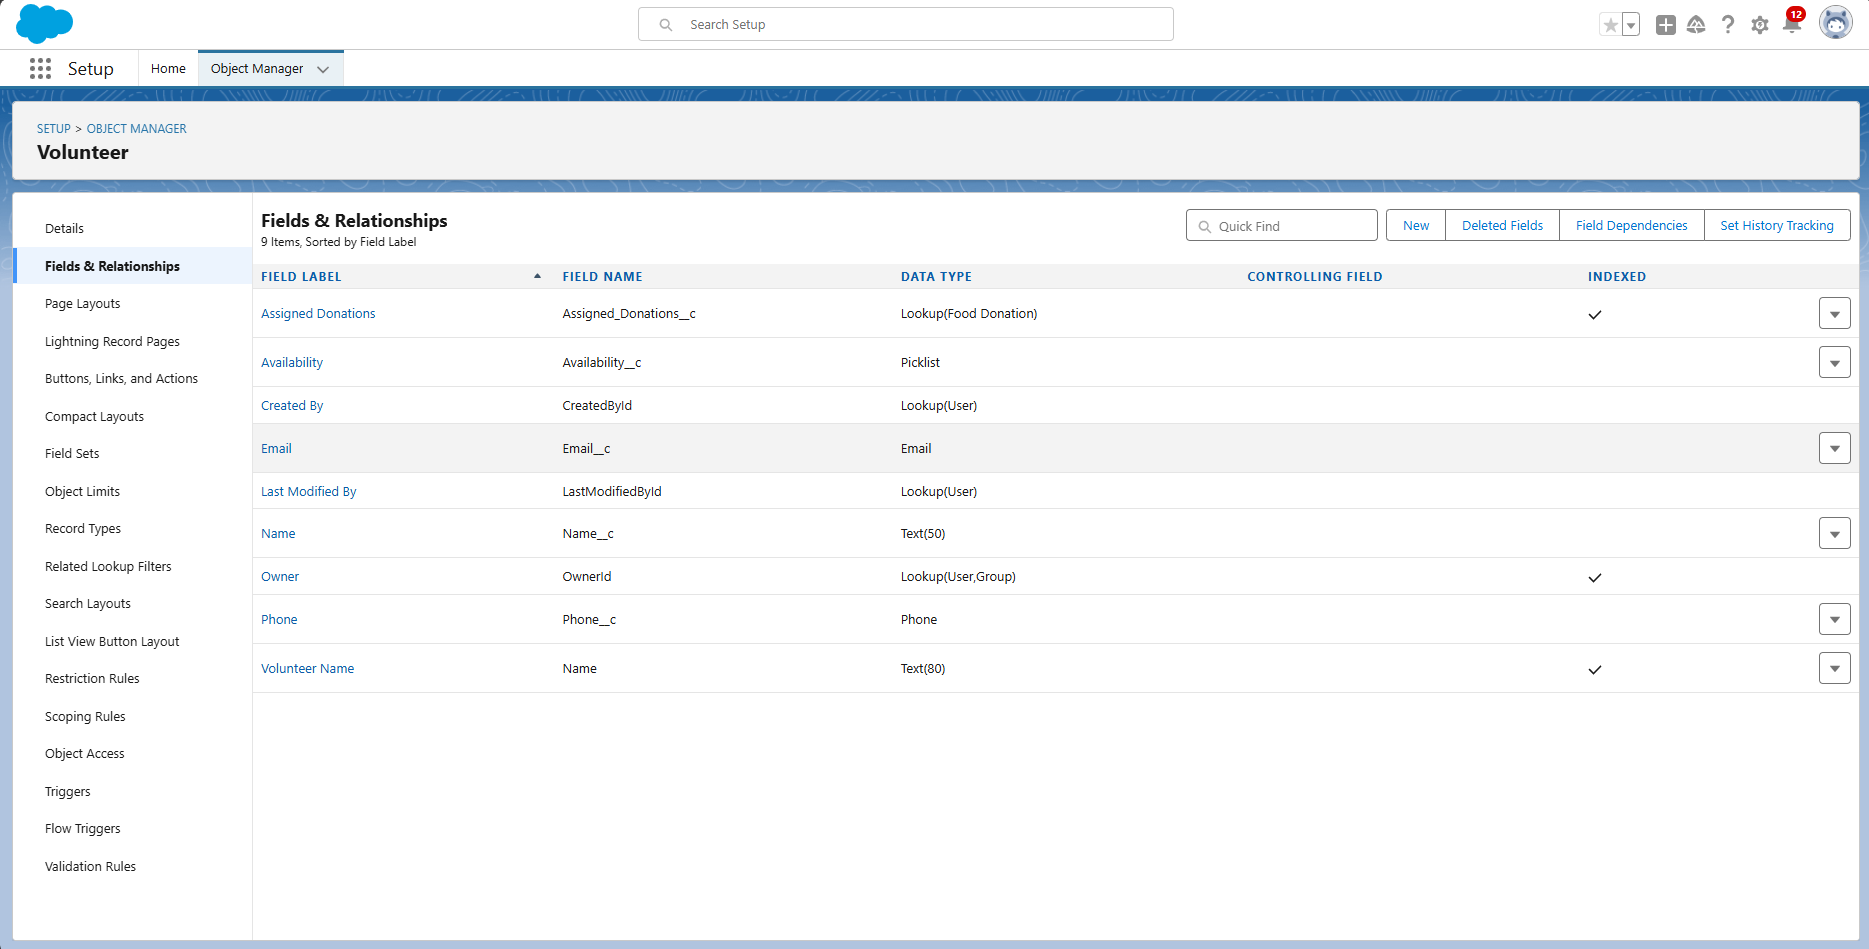 Search Setup
12
Setup
Home
Object Manager
SETUP > OBJECT MANAGER
Volunteer
Details
Fields & Relationships
Page Layouts
Lightning Record Pages
Buttons, Links, and Actions
Compact Layouts
Field Sets
Object Limits
Record Types
Related Lookup Filters
Search Layouts
List View Button Layout
Restriction Rules
Scoping Rules
Object Access
Triggers
Flow Triggers
Validation Rules
Fields & Relationships
9 Items, Sorted by Field Label
Quick Find
New
Deleted Fields
Field Dependencies
Set History Tracking
FIELD LABEL FIELD NAME DATA TYPE CONTROLLING FIELD INDEXED
Assigned Donations Assigned_Donations__c Lookup(Food Donation)
Availability Availability__c Picklist
Created By CreatedById Lookup(User)
Email Email__c Email
Last Modified By LastModifiedById Lookup(User)
Name Name__c Text(50)
Owner OwnerId Lookup(User,Group)
Phone Phone__c Phone
Volunteer Name Name Text(80)